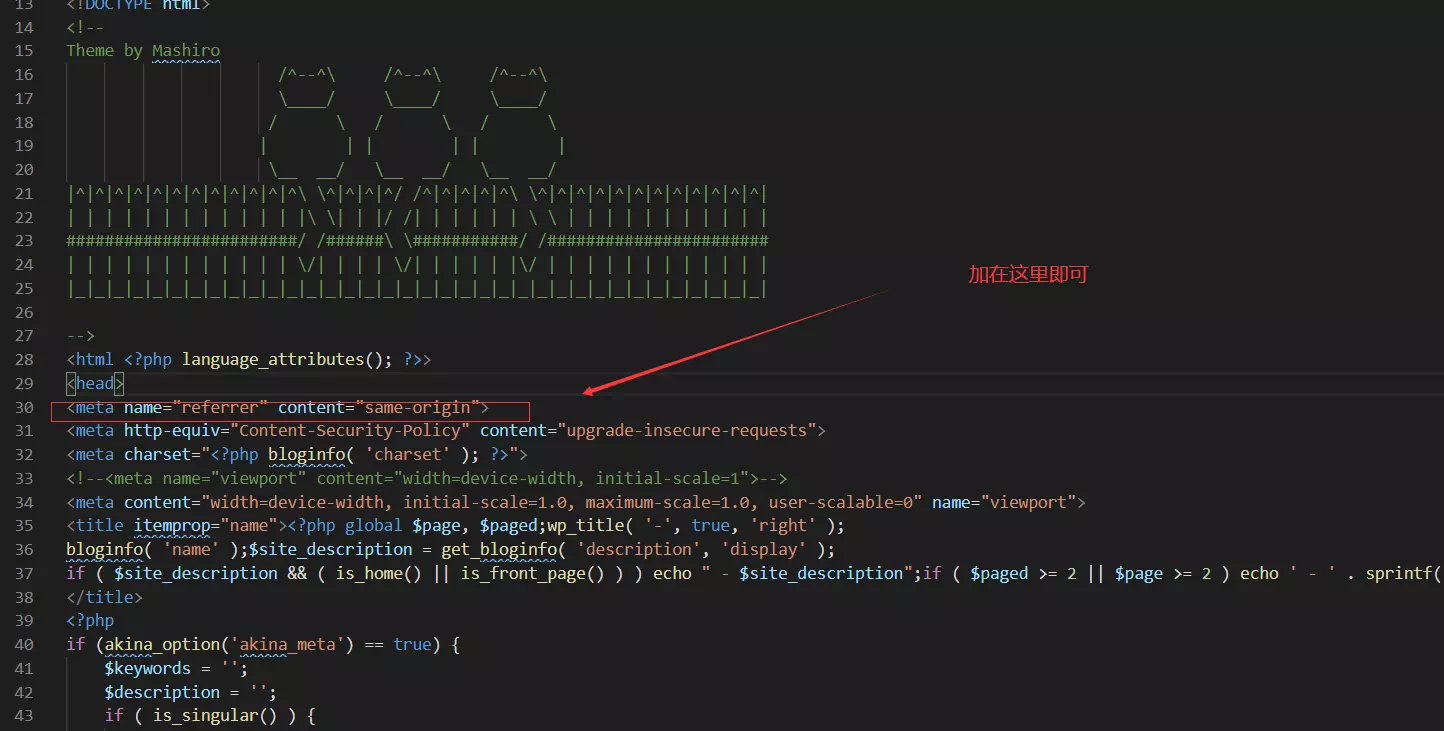 13 <!DOCTYPE html>
14 <!--
15 Theme by Mashiro
16                       /^--^\     /^--^\     /^--^\
17                       \____/     \____/     \____/
18                      /      \   /      \   /      \
19                     |        | |        | |        |
20                      \__  __/   \__  __/   \__  __/
21 |^|^|^|^|^|^|^|^|^|^|^|^\ \^|^|^|^/ /^|^|^|^|^\ \^|^|^|^|^|^|^|^|^|^|^|^|
22 | | | | | | | | | | | | |\ \| | |/ /| | | | | | \ \ | | | | | | | | | | |
23 ########################/ /######\ \###########/ /#######################
24 | | | | | | | | | | | | \/| | | | \/| | | | | |\/ | | | | | | | | | | | |
25 |_|_|_|_|_|_|_|_|_|_|_|_|_|_|_|_|_|_|_|_|_|_|_|_|_|_|_|_|_|_|_|_|_|_|_|_|
加在这里即可
26
27 -->
28 <html <?php language_attributes(); ?>>
29 <head>
30 <meta name="referrer" content="same-origin">
31 <meta http-equiv="Content-Security-Policy" content="upgrade-insecure-requests">
32 <meta charset="<?php bloginfo( 'charset' ); ?>">
33 <!--<meta name="viewport" content="width=device-width, initial-scale=1">-->
34 <meta content="width=device-width, initial-scale=1.0, maximum-scale=1.0, user-scalable=0" name="viewport">
35 <title itemprop="name"><?php global $page, $paged;wp_title( '-', true, 'right' );
36 bloginfo( 'name' );$site_description = get_bloginfo( 'description', 'display' );
37 if ( $site_description && ( is_home() || is_front_page() ) ) echo " - $site_description";if ( $paged >= 2 || $page >= 2 ) echo ' - ' . sprintf(
38 </title>
39 <?php
40 if (akina_option('akina_meta') == true) {
41     $keywords = '';
42     $description = '';
43     if ( is_singular() ) {